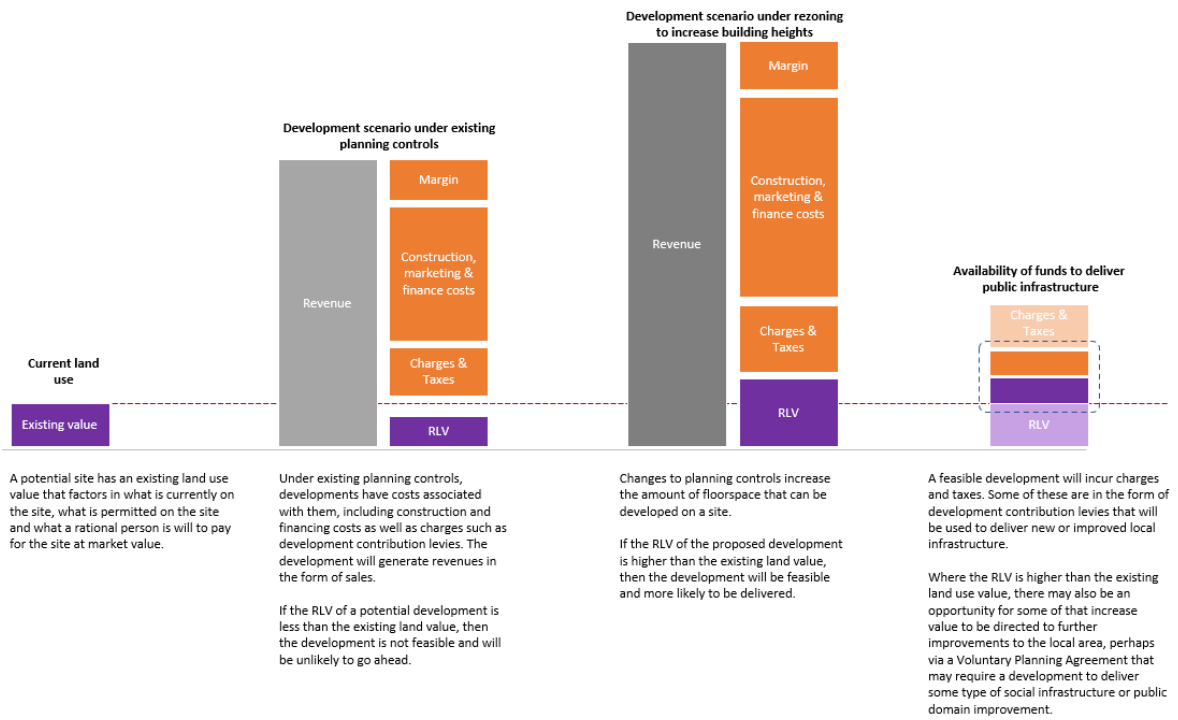 Development scenario under rezoning
to increase building heights
Margin
Construction,
marketing &
finance costs
Revenue
Charges &
Taxes
RLV
Development scenario under existing
planning controls
Margin
Construction,
marketing &
finance costs
Revenue
Charges &
Taxes
RLV
Availability of funds to deliver
public infrastructure
Charges &
Taxes
RLV
Current land
use
Existing value
A potential site has an existing land use
value that factors in what is currently on
the site, what is permitted on the site
and what a rational person is will to pay
for the site at market value.
Under existing planning controls,
developments have costs associated
with them, including construction and
financing costs as well as charges such as
development contribution levies. The
development will generate revenues in
the form of sales.
If the RLV of a potential development is
less than the existing land value, then
the development is not feasible and will
be unlikely to go ahead.
Changes to planning controls increase
the amount of floorspace that can be
developed on a site.
If the RLV of the proposed development
is higher than the existing land value,
then the development will be feasible
and more likely to be delivered.
A feasible development will incur charges
and taxes. Some of these are in the form of
development contribution levies that will
be used to deliver new or improved local
infrastructure.
Where the RLV is higher than the existing
land use value, there may also be an
opportunity for some of that increase
value to be directed to further
improvements to the local area, perhaps
via a Voluntary Planning Agreement that
may require a development to deliver
some type of social infrastructure or public
domain improvement.